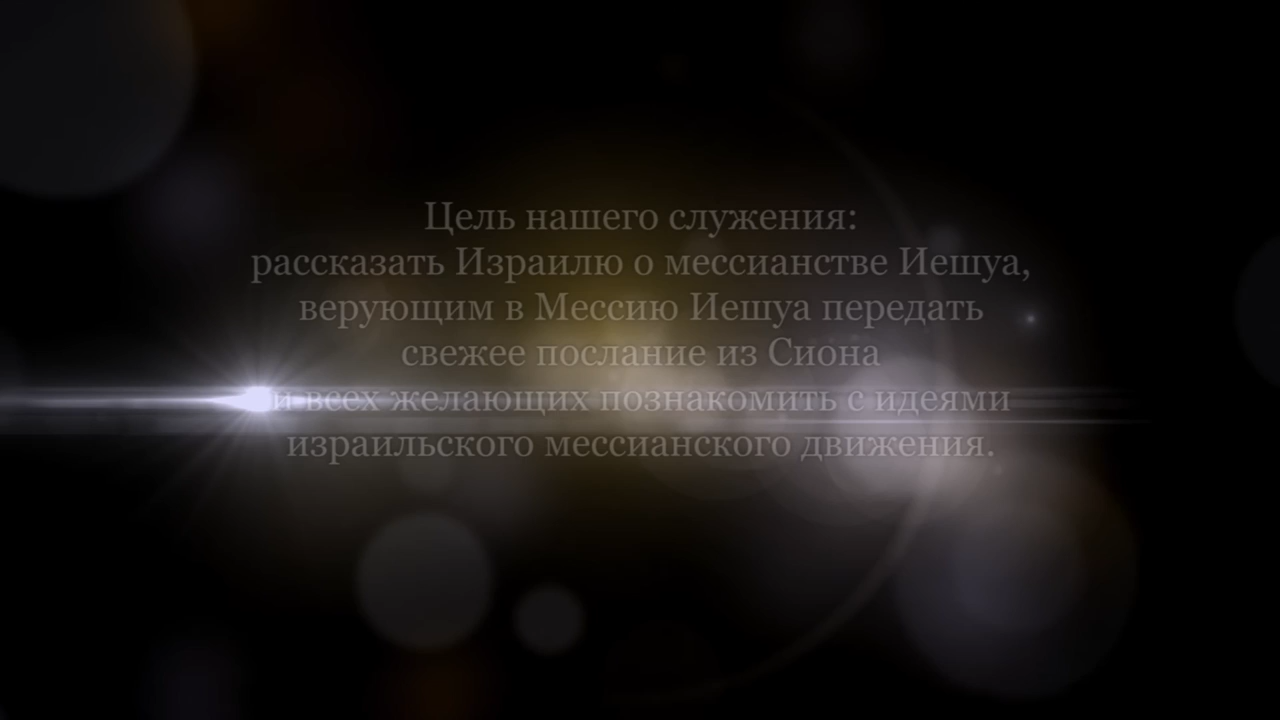 Цель нашего служения:
рассказать Израилю о мессианстве Иешуа,
верующим в Мессию Иешуа передать
свежее послание из Сиона
и всех желающих познакомить с идеями
израильского мессианского движения.